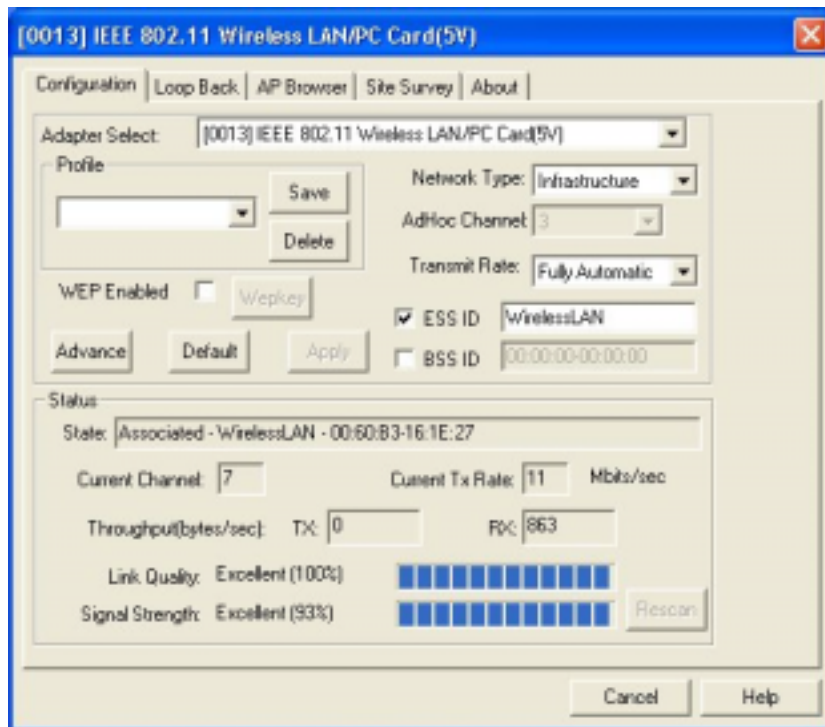 [0013] IEEE 802.11 Wireless LAN/PC Card(5V)
Configuration Loop Back AP Browser Site Survey About
Adapter Select: [0013] IEEE 802.11 Wireless LAN/PC Card(5V)
Profile
Save
Delete
Network Type: Infrastructure
AdHoc Channel: 3
Transmit Rate: Fully Automatic
WEP Enabled Wepkey
ESS ID WirelessLAN
Advance Default Apply
BSS ID 00:00:00-00:00:00
Status
State: Associated - WirelessLAN - 00:60:B3-16:1E:27
Current Channel: 7 Current Tx Rate: 11 Mbits/sec
Throughput(bytes/sec): TX: 0 RX: 863
Link Quality: Excellent (100%)
Signal Strength: Excellent (93%) Rescan
Cancel Help